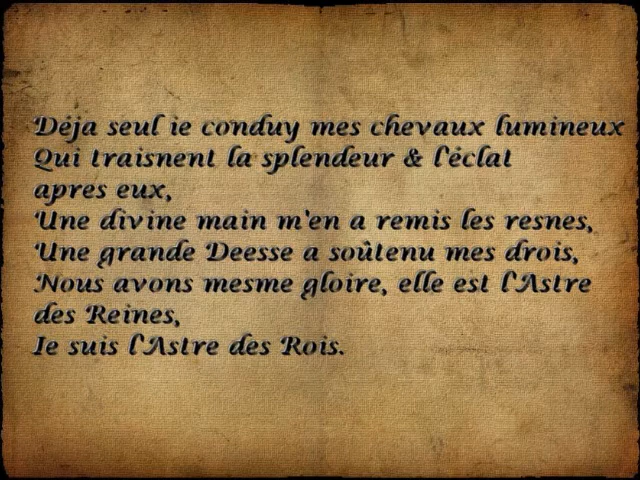 Déja seul ie conduy mes chevaux lumineux
Qui traisnent la splendeur & l'éclat
apres eux,
Une divine main m'en a remis les resnes,
Une grande Deesse a soûtenu mes drois,
Nous avons mesme gloire, elle est l'Astre
des Reines,
Ie suis l'Astre des Rois.